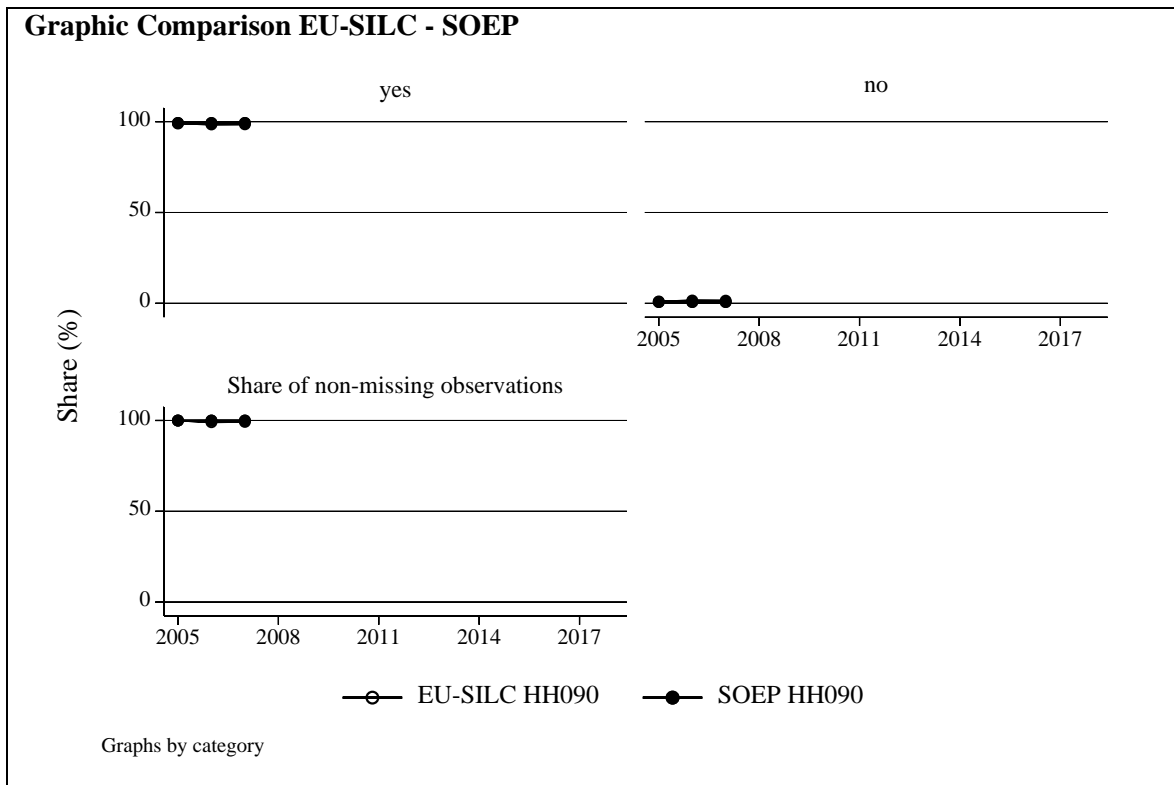 Graphic Comparison EU-SILC - SOEP
yes
no
100
50
0
2005 2008 2011 2014 2017
Share (%)
Share of non-missing observations
100
50
0
2005 2008 2011 2014 2017
EU-SILC HH090 SOEP HH090
Graphs by category